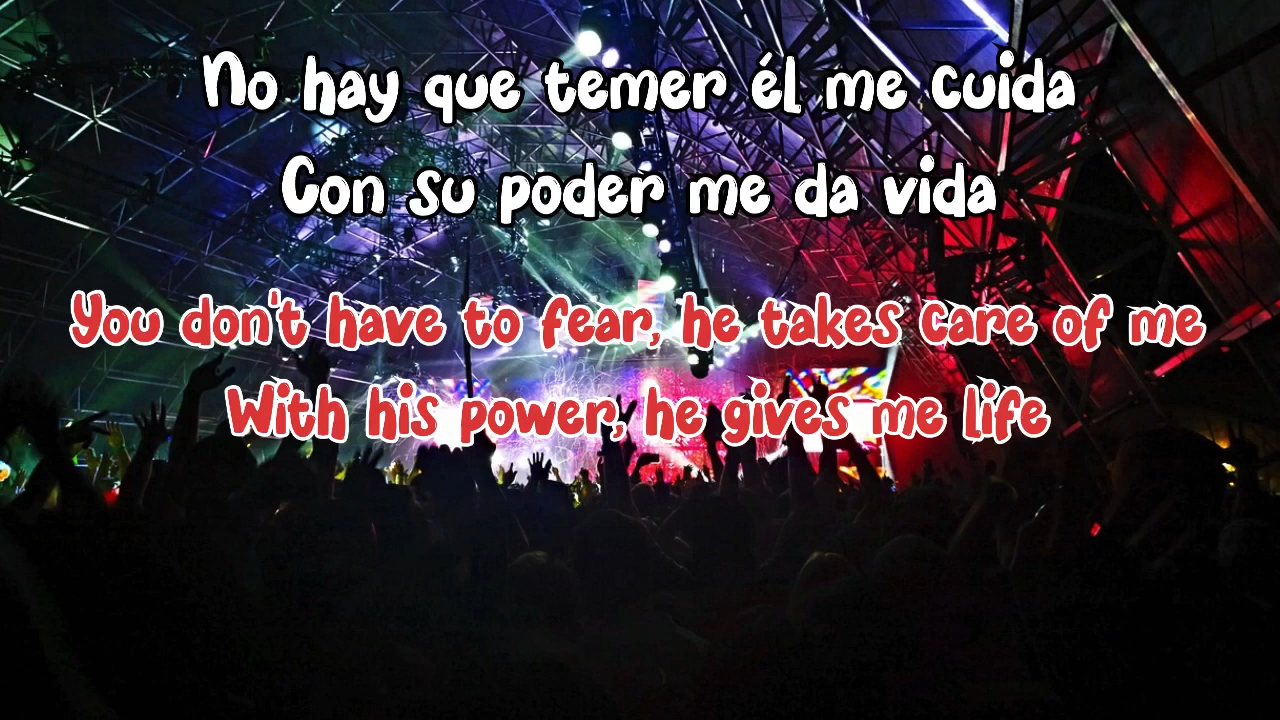 No hay que temer él me cuida
Con su poder me da vida
You don't have to fear, he takes care of me
With his power, he gives me life